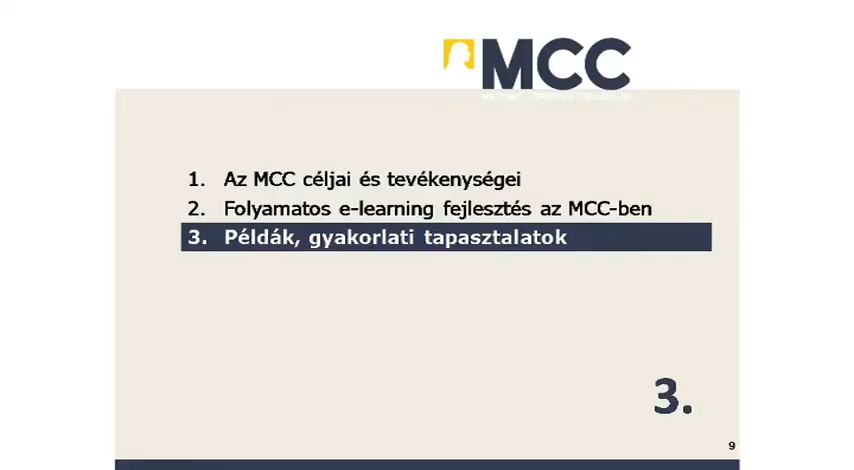 MCC
1. Az MCC céljai és tevékenységei
2. Folyamatos e-learning fejlesztés az MCC-ben
3. Példák, gyakorlati tapasztalatok
3.
9